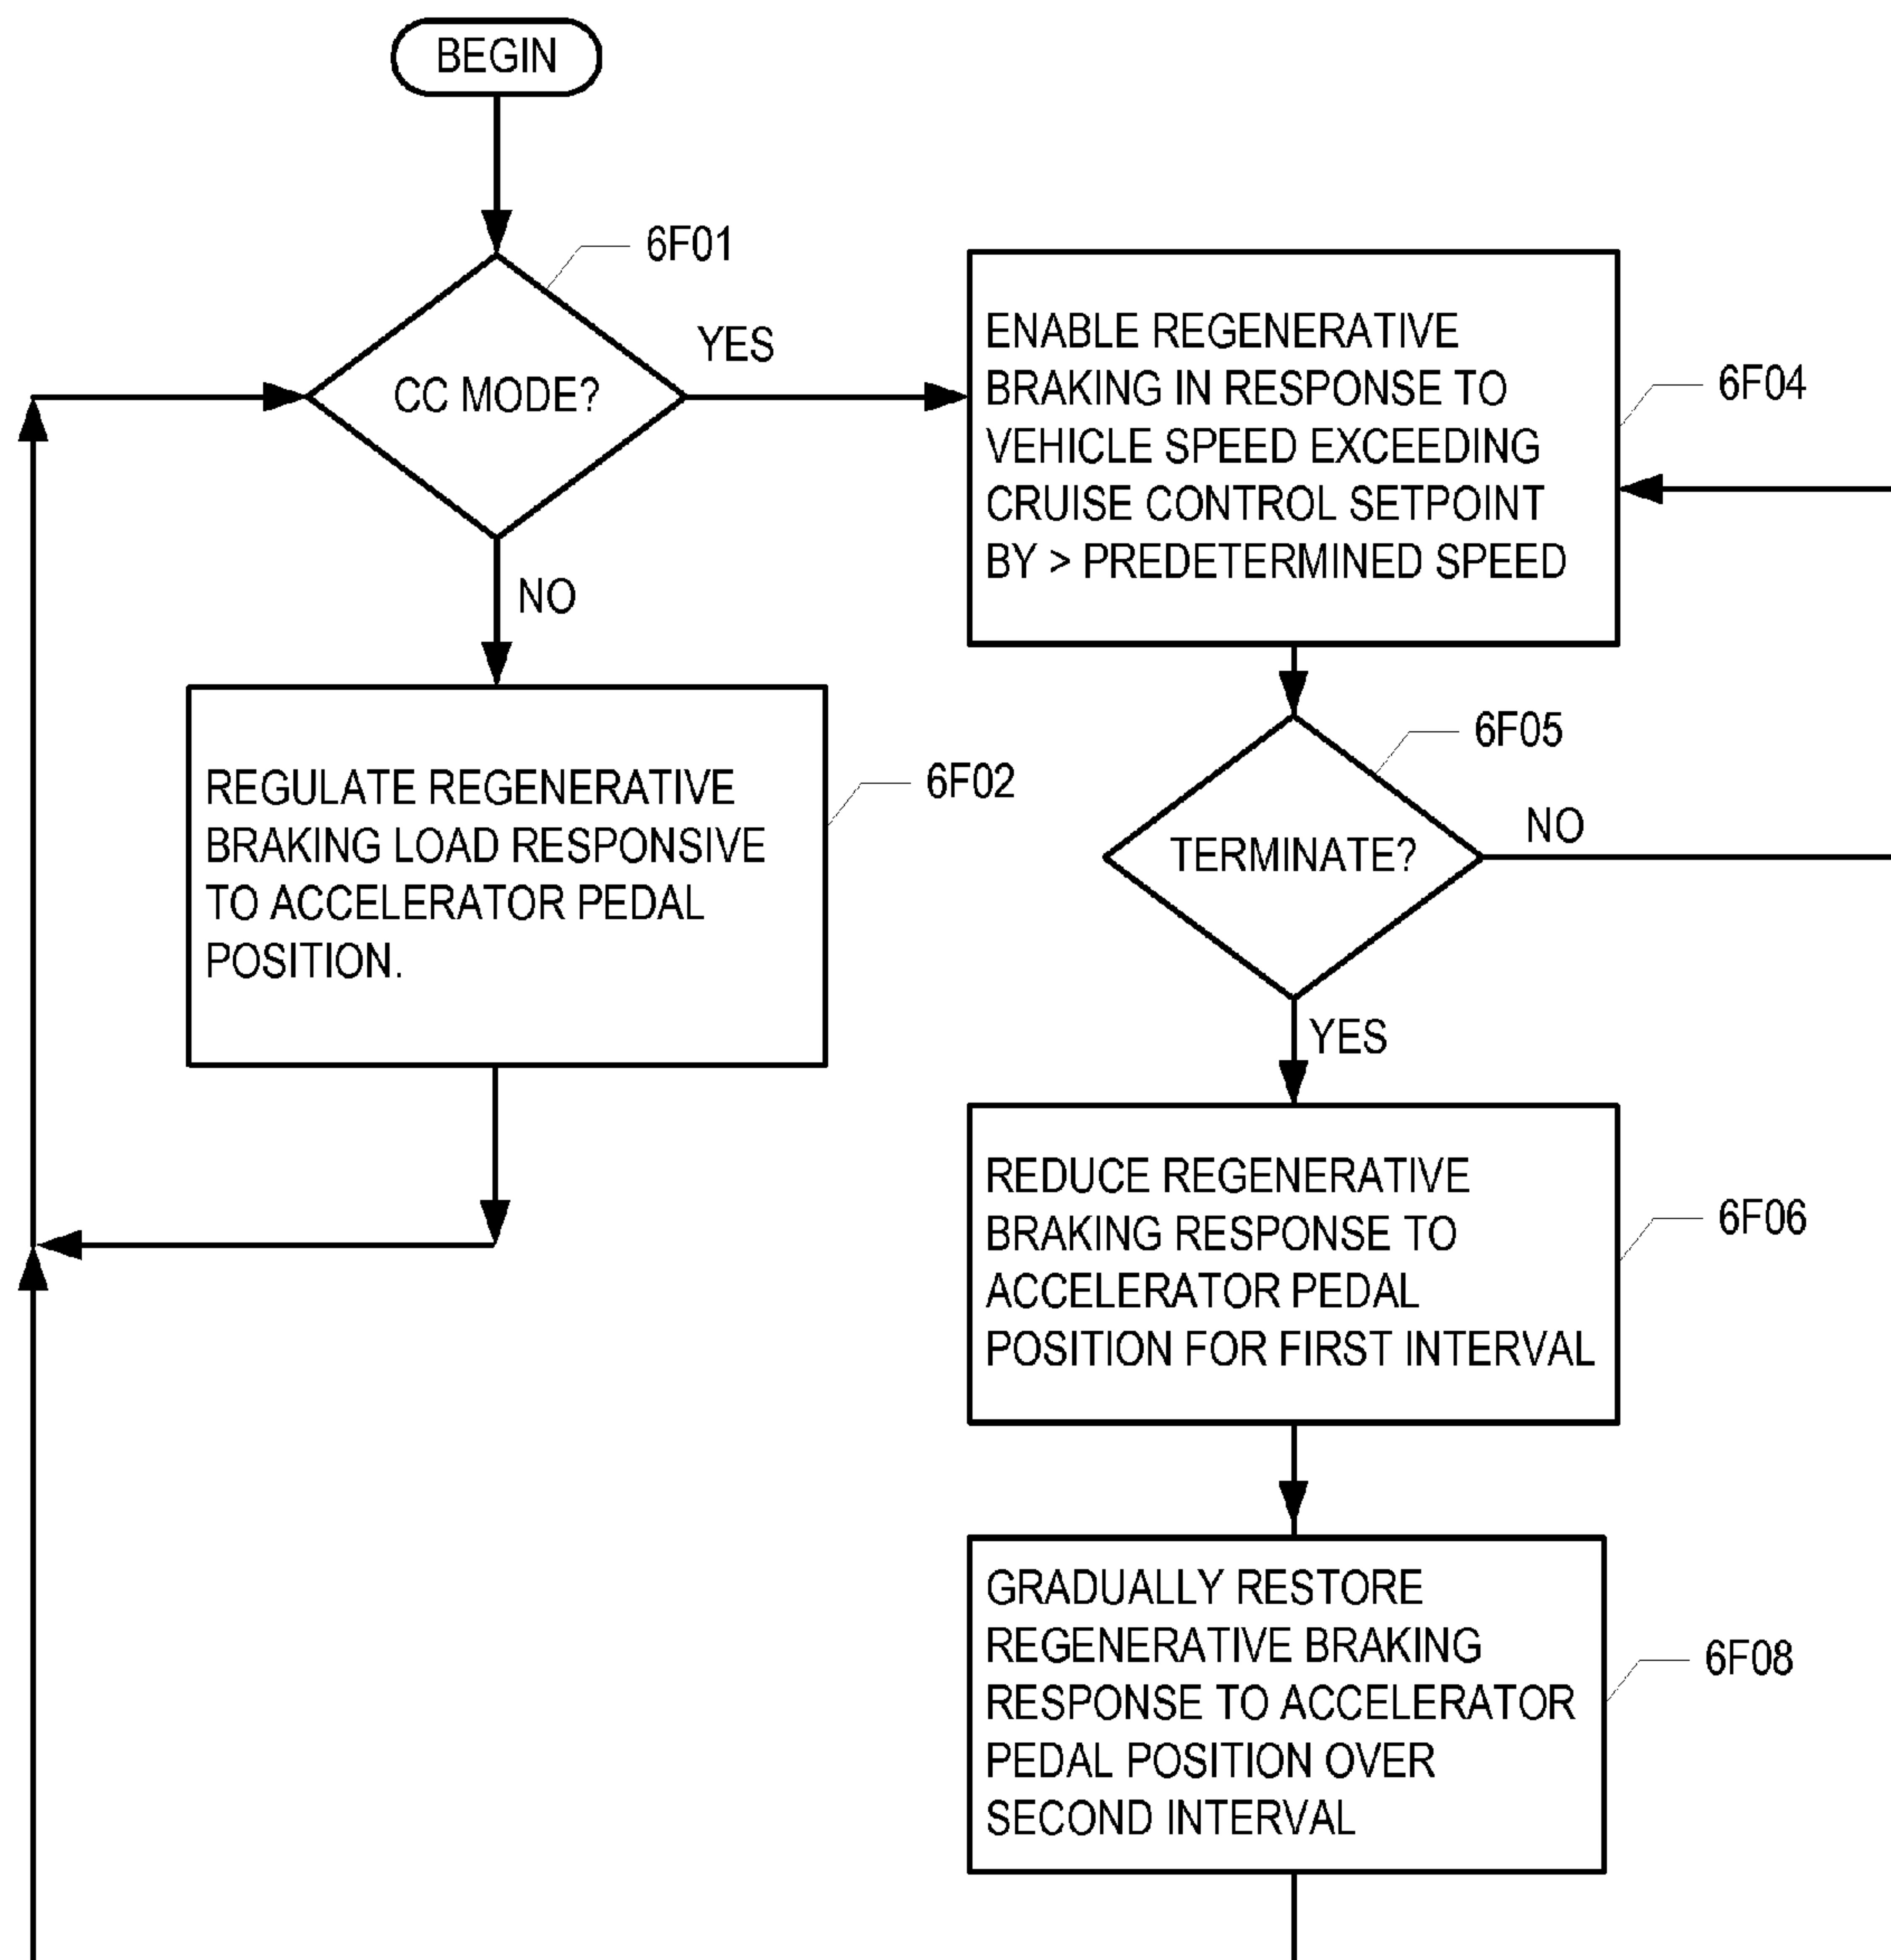 BEGIN
6F01
CC MODE?
YES
NO
ENABLE REGENERATIVE
BRAKING IN RESPONSE TO
VEHICLE SPEED EXCEEDING
CRUISE CONTROL SETPOINT
BY > PREDETERMINED SPEED
6F04
REGULATE REGENERATIVE
BRAKING LOAD RESPONSIVE
TO ACCELERATOR PEDAL
POSITION.
6F02
6F05
TERMINATE?
NO
YES
REDUCE REGENERATIVE
BRAKING RESPONSE TO
ACCELERATOR PEDAL
POSITION FOR FIRST INTERVAL
6F06
GRADUALLY RESTORE
REGENERATIVE BRAKING
RESPONSE TO ACCELERATOR
PEDAL POSITION OVER
SECOND INTERVAL
6F08